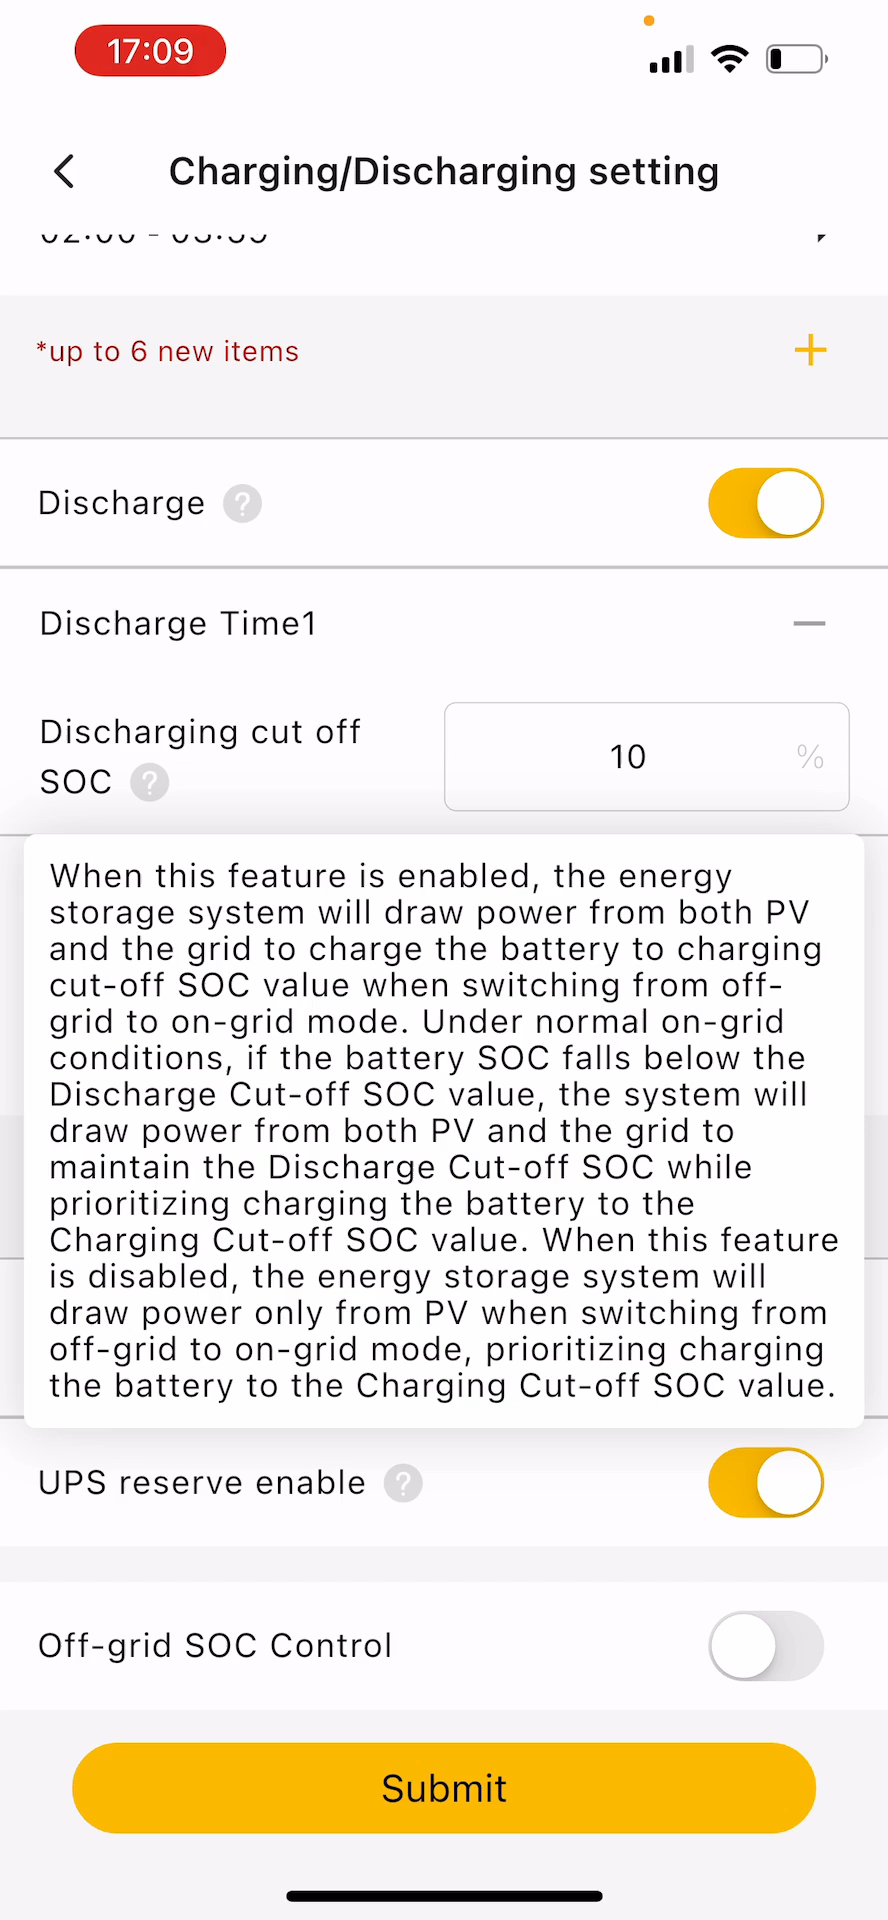 17:09
Charging/Discharging setting
*up to 6 new items
Discharge ?
Discharge Time1
Discharging cut off
SOC ?
10 %
When this feature is enabled, the energy
storage system will draw power from both PV
and the grid to charge the battery to charging
cut-off SOC value when switching from off-
grid to on-grid mode. Under normal on-grid
conditions, if the battery SOC falls below the
Discharge Cut-off SOC value, the system will
draw power from both PV and the grid to
maintain the Discharge Cut-off SOC while
prioritizing charging the battery to the
Charging Cut-off SOC value. When this feature
is disabled, the energy storage system will
draw power only from PV when switching from
off-grid to on-grid mode, prioritizing charging
the battery to the Charging Cut-off SOC value.
UPS reserve enable ?
Off-grid SOC Control
Submit